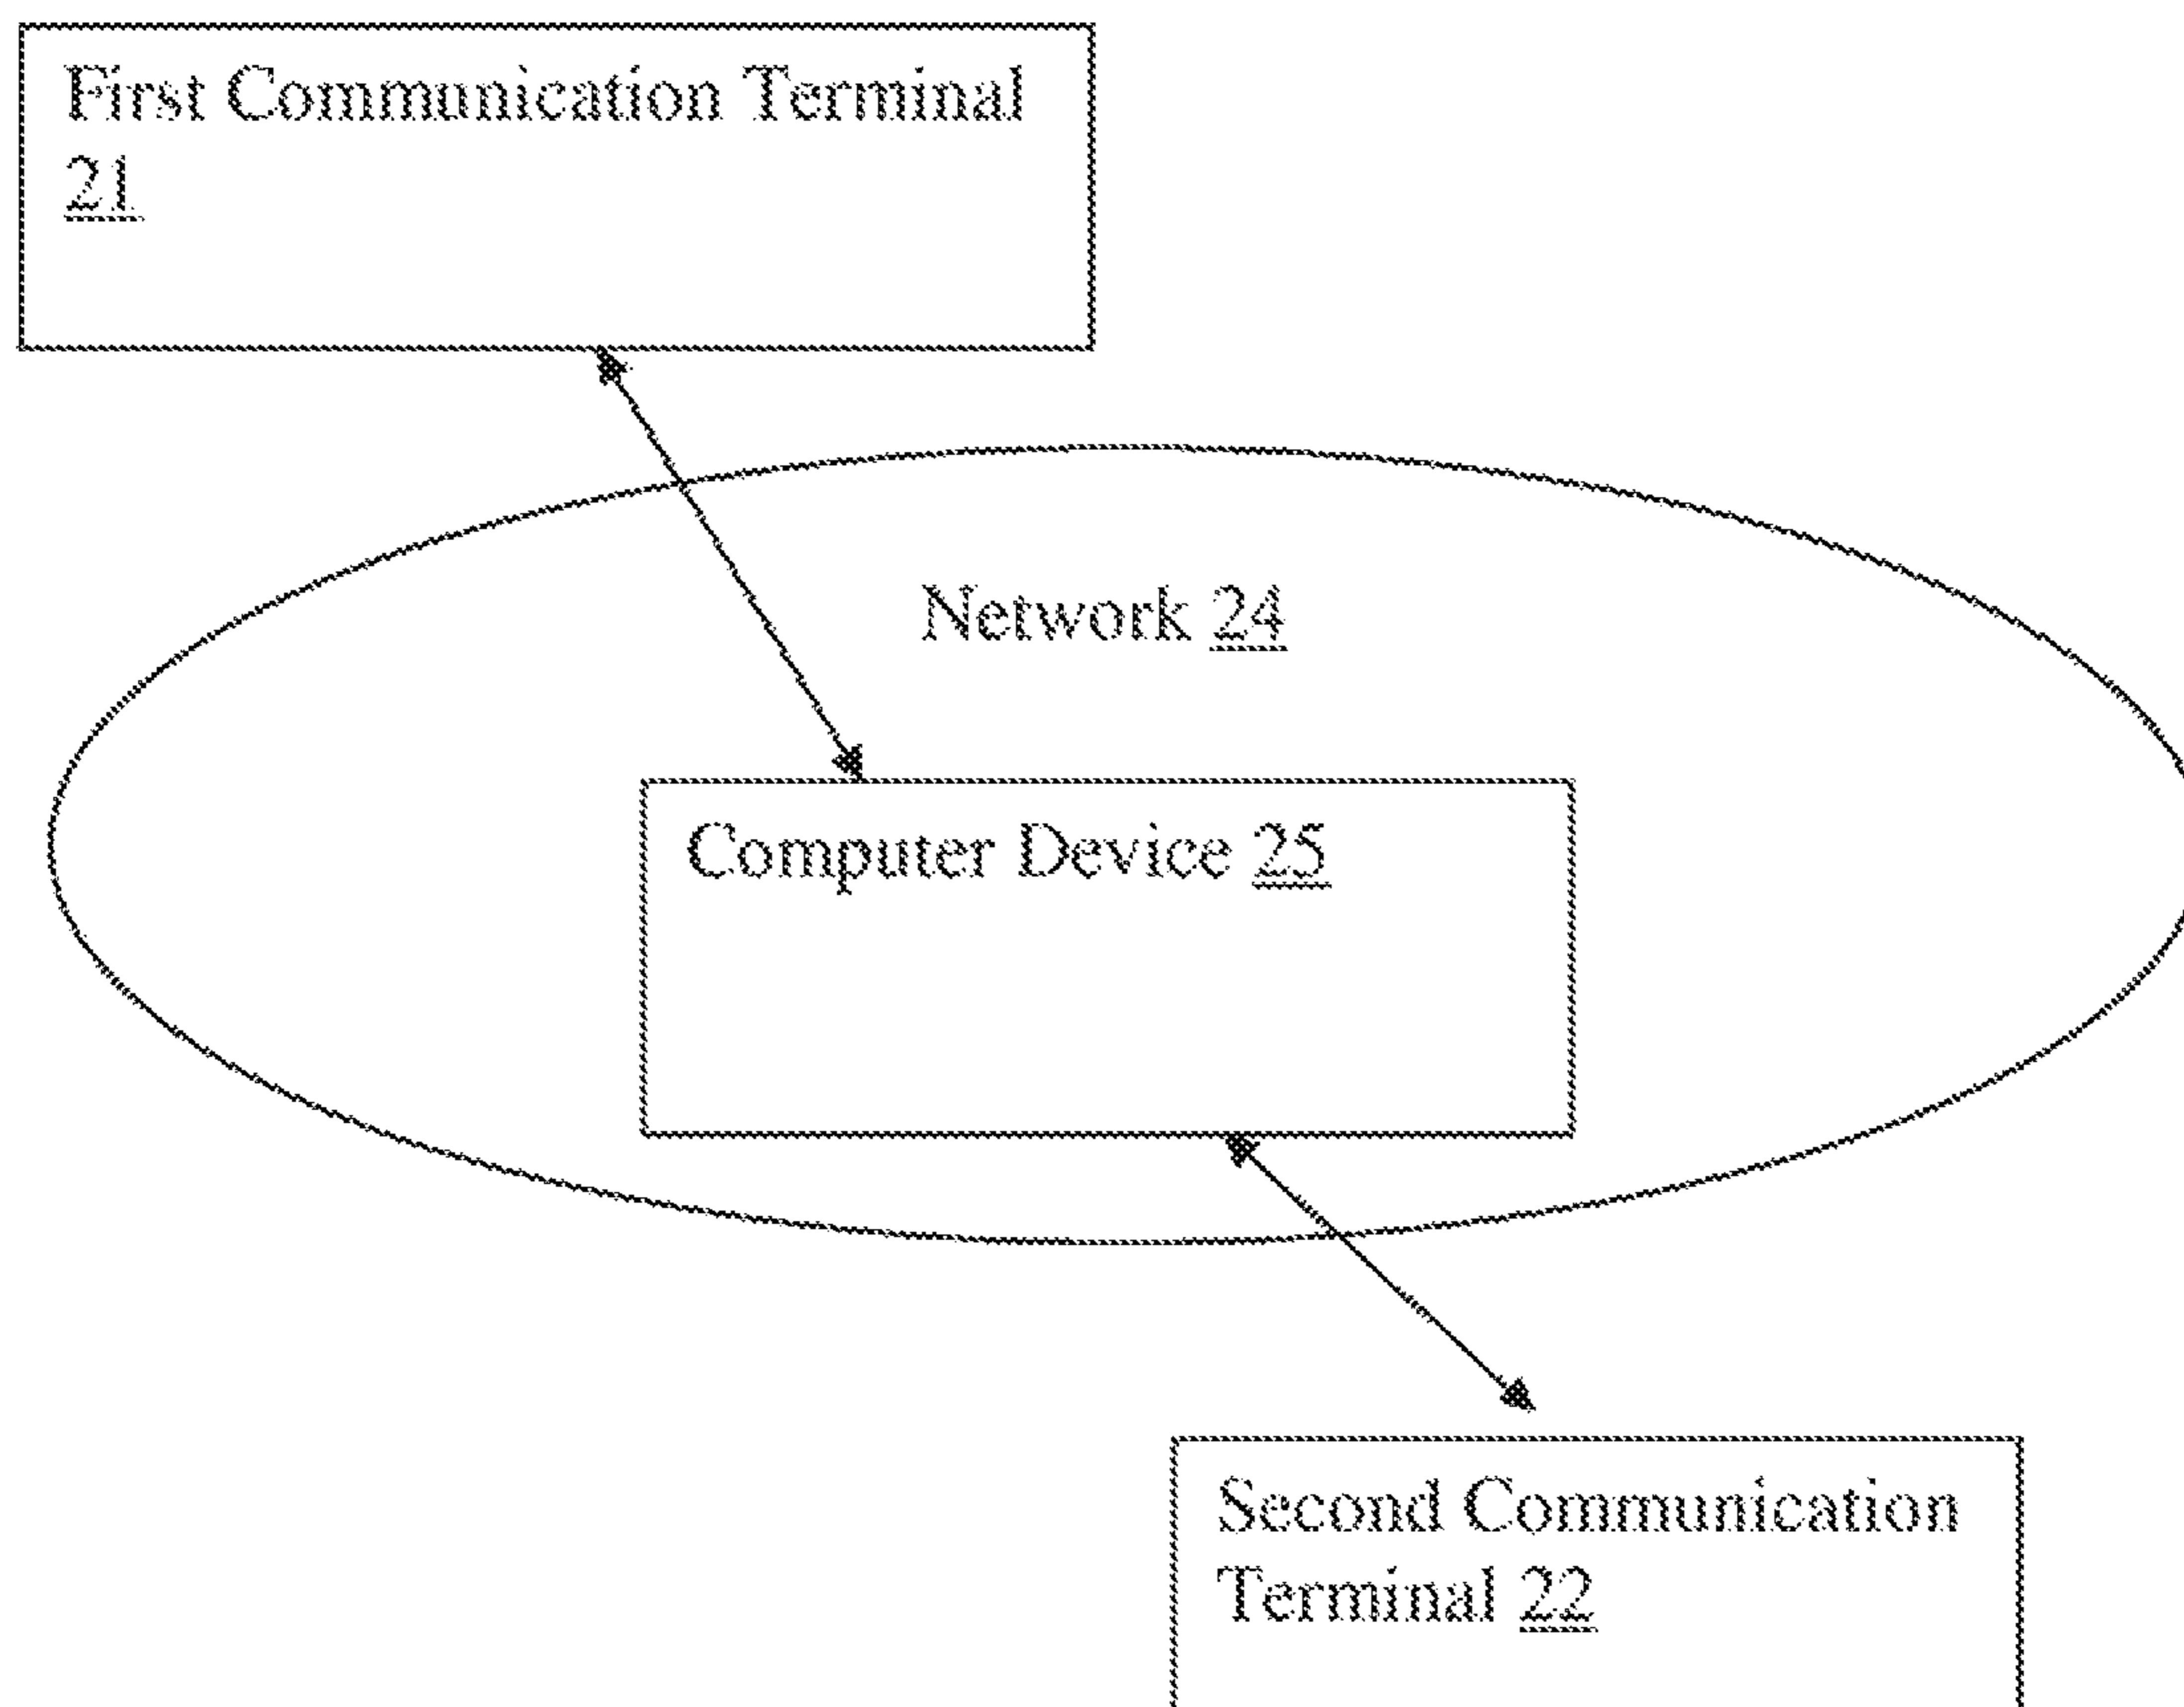 First Communication Terminal
21
Network 24
Computer Device 25
Second Communication
Terminal 22